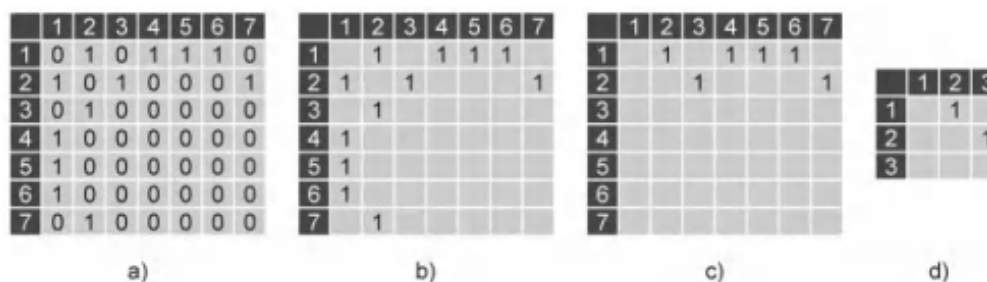 1 2 3 4 5 6 7
1 0 1 0 1 1 1 0
2 1 0 1 0 0 0 1
3 0 1 0 0 0 0 0
4 1 0 0 0 0 0 0
5 1 0 0 0 0 0 0
6 1 0 0 0 0 0 0
7 0 1 0 0 0 0 0
a)
1 2 3 4 5 6 7
1 1 1 1 1
2 1 1 1
3 1
4 1
5 1
6 1
7 1
b)
1 2 3 4 5 6 7
1 1 1 1 1
2 1 1
3
4
5
6
7
c)
1 2 3
1 1
2 1
3
d)